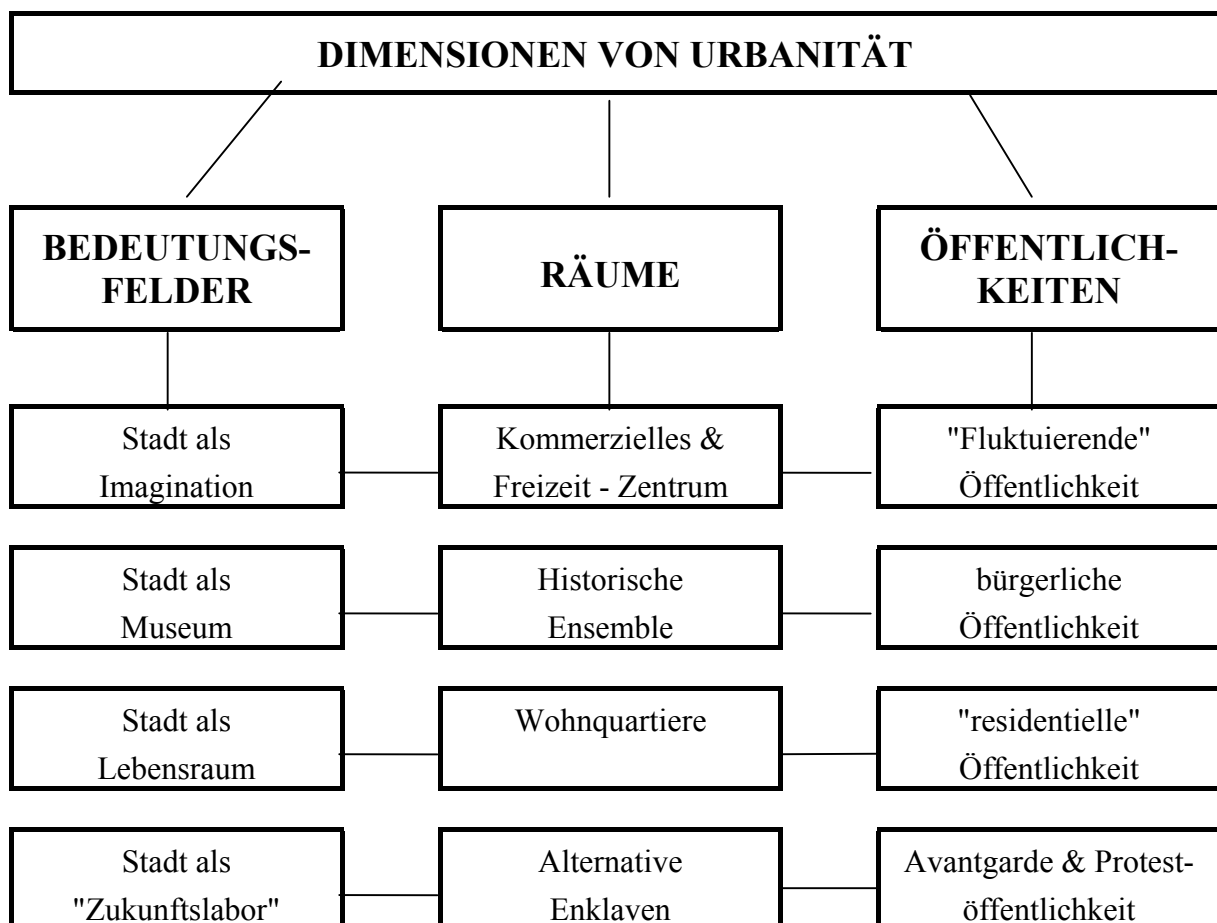 DIMENSIONEN VON URBANITÄT
BEDEUTUNGS-
FELDER
RÄUME
ÖFFENTLICH-
KEITEN
Stadt als
Imagination
Kommerzielles &
Freizeit - Zentrum
"Fluktuierende"
Öffentlichkeit
Stadt als
Museum
Historische
Ensemble
bürgerliche
Öffentlichkeit
Stadt als
Lebensraum
Wohnquartiere
"residentielle"
Öffentlichkeit
Stadt als
"Zukunftslabor"
Alternative
Enklaven
Avantgarde & Protest-
öffentlichkeit